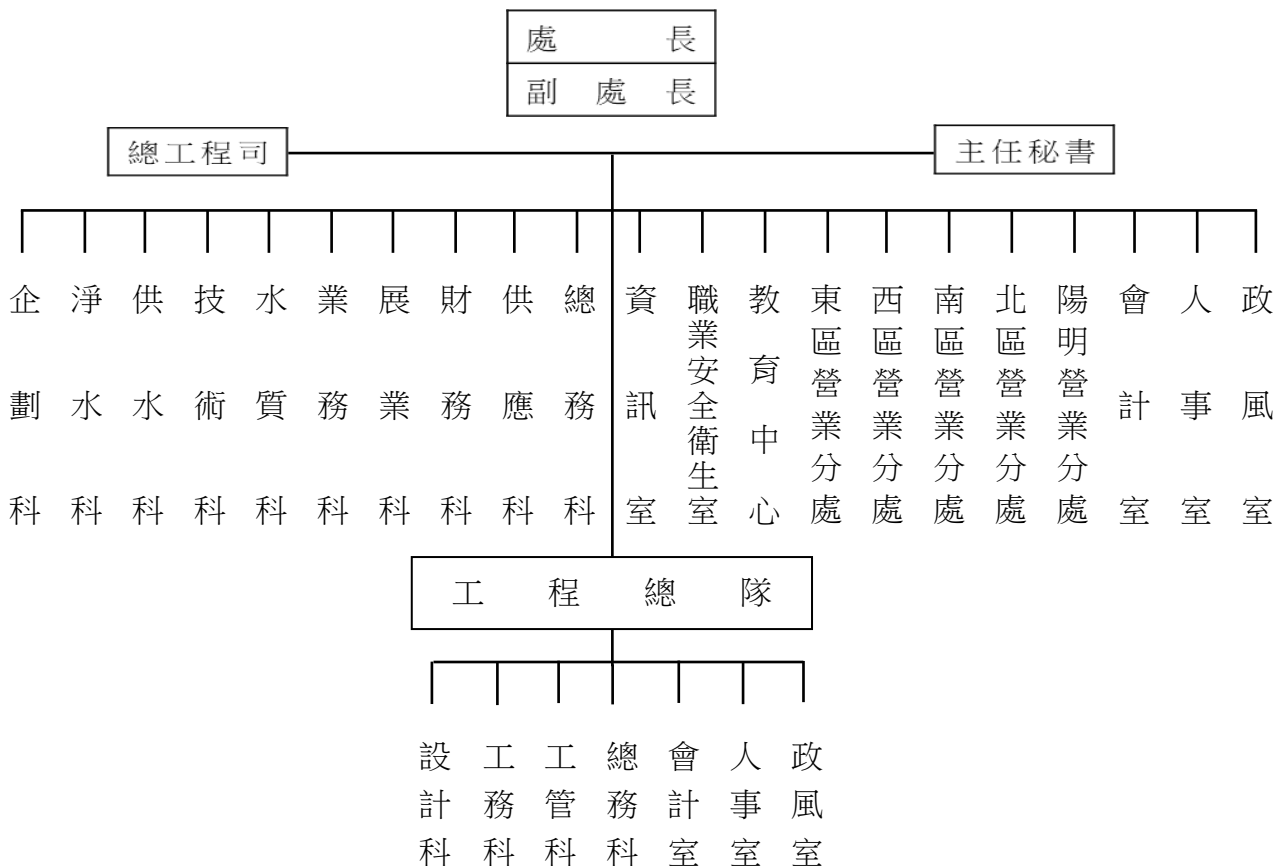 處長
副處長
總工程司
主任秘書
企劃科
淨水科
供水科
技術科
水質科
業務科
展業科
財務科
供應科
總務科
資訊室
職業安全衛生室
教育中心
東區營業分處
西區營業分處
南區營業分處
北區營業分處
陽明營業分處
會計室
人事室
政風室
工程總隊
設計科
工務科
工管科
總務科
會計室
人事室
政風室